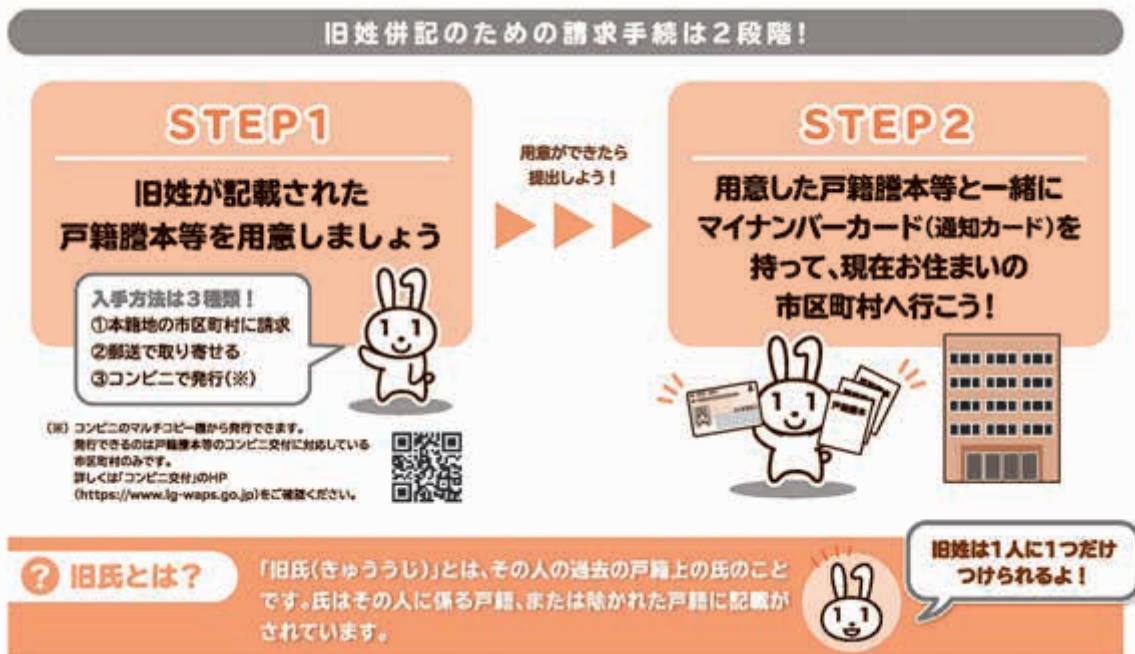 旧姓併記のための請求手続は2段階!
STEP1
旧姓が記載された
戸籍謄本等を用意しましょう
入手方法は3種類!
①本籍地の市区町村に請求
②郵送で取り寄せる
③コンビニで発行(※)
(※) コンビニのマルチコピー機から発行できます。
発行できるのは戸籍謄本等のコンビニ交付に対応している
市区町村のみです。
詳しくは「コンビニ交付」のHP
(https://www.lg-waps.go.jp)をご確認ください。
用意ができたら
提出しよう!
STEP2
用意した戸籍謄本等と一緒に
マイナンバーカード(通知カード)を
持って、現在お住まいの
市区町村へ行こう!
戸籍謄本
? 旧氏とは?
「旧氏(きゅううじ)」とは、その人の過去の戸籍上の氏のこと
です。氏はその人に係る戸籍、または除かれた戸籍に記載が
されています。
旧姓は1人に1つだけ
つけられるよ!